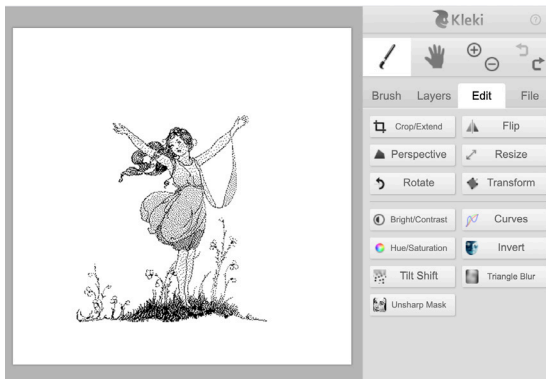 Kleki
Brush Layers Edit File
Crop/Extend Flip
Perspective Resize
Rotate Transform
Bright/Contrast Curves
Hue/Saturation Invert
Tilt Shift Triangle Blur
Unsharp Mask